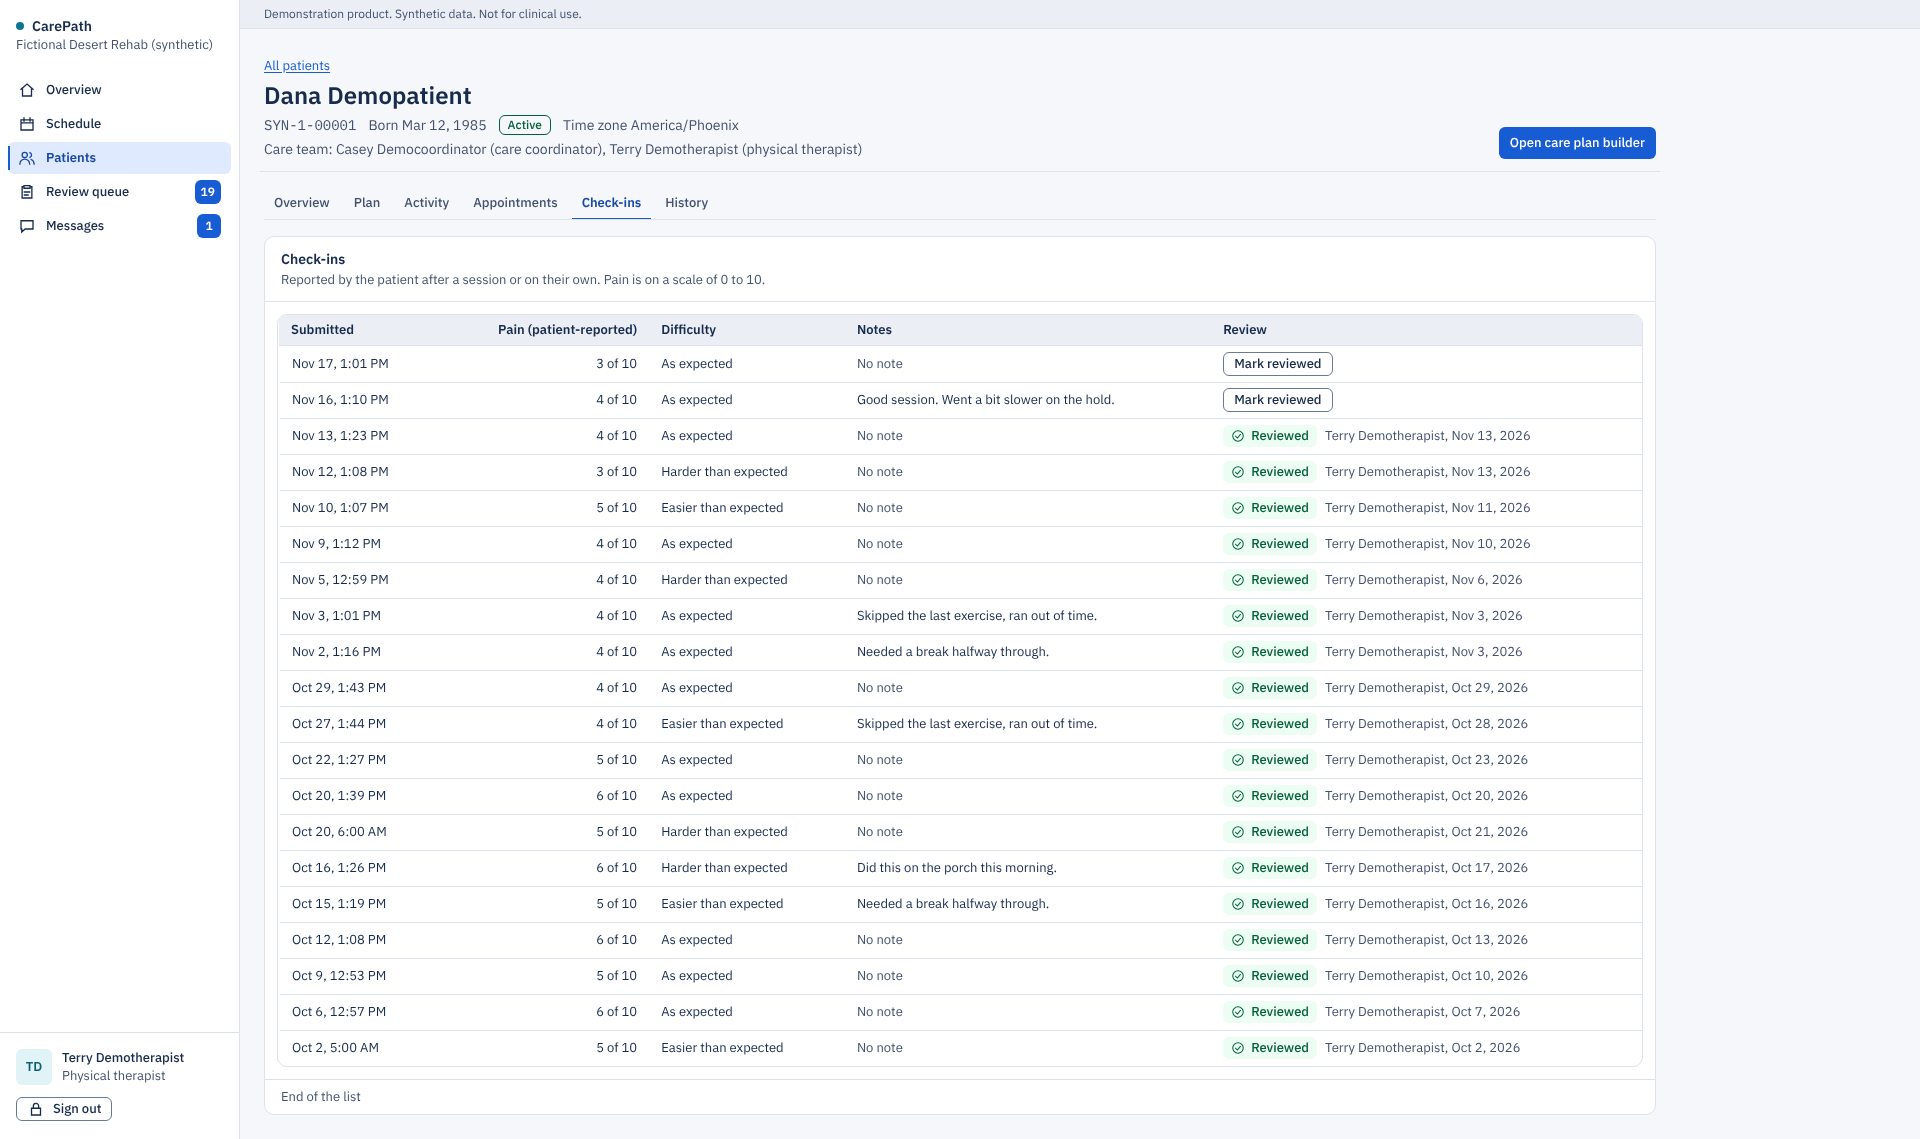 CarePath
Fictional Desert Rehab (synthetic)
Overview
Schedule
Patients
Review queue 19
Messages 1
Terry Demotherapist
TD
Physical therapist
Sign out
Demonstration product. Synthetic data. Not for clinical use.
All patients
Dana Demopatient
SYN-1-00001 Born Mar 12, 1985 Active Time zone America/Phoenix
Care team: Casey Democoordinator (care coordinator), Terry Demotherapist (physical therapist)
Open care plan builder
Overview Plan Activity Appointments Check-ins History
Check-ins
Reported by the patient after a session or on their own. Pain is on a scale of 0 to 10.
Submitted Pain (patient-reported) Difficulty Notes Review
Nov 17, 1:01 PM 3 of 10 As expected No note Mark reviewed
Nov 16, 1:10 PM 4 of 10 As expected Good session. Went a bit slower on the hold. Mark reviewed
Nov 13, 1:23 PM 4 of 10 As expected No note Reviewed Terry Demotherapist, Nov 13, 2026
Nov 12, 1:08 PM 3 of 10 Harder than expected No note Reviewed Terry Demotherapist, Nov 13, 2026
Nov 10, 1:07 PM 5 of 10 Easier than expected No note Reviewed Terry Demotherapist, Nov 11, 2026
Nov 9, 1:12 PM 4 of 10 As expected No note Reviewed Terry Demotherapist, Nov 10, 2026
Nov 5, 12:59 PM 4 of 10 Harder than expected No note Reviewed Terry Demotherapist, Nov 6, 2026
Nov 3, 1:01 PM 4 of 10 As expected Skipped the last exercise, ran out of time. Reviewed Terry Demotherapist, Nov 3, 2026
Nov 2, 1:16 PM 4 of 10 As expected Needed a break halfway through. Reviewed Terry Demotherapist, Nov 3, 2026
Oct 29, 1:43 PM 4 of 10 As expected No note Reviewed Terry Demotherapist, Oct 29, 2026
Oct 27, 1:44 PM 4 of 10 Easier than expected Skipped the last exercise, ran out of time. Reviewed Terry Demotherapist, Oct 28, 2026
Oct 22, 1:27 PM 5 of 10 As expected No note Reviewed Terry Demotherapist, Oct 23, 2026
Oct 20, 1:39 PM 6 of 10 As expected No note Reviewed Terry Demotherapist, Oct 20, 2026
Oct 20, 6:00 AM 5 of 10 Harder than expected No note Reviewed Terry Demotherapist, Oct 21, 2026
Oct 16, 1:26 PM 6 of 10 Harder than expected Did this on the porch this morning. Reviewed Terry Demotherapist, Oct 17, 2026
Oct 15, 1:19 PM 5 of 10 Easier than expected Needed a break halfway through. Reviewed Terry Demotherapist, Oct 16, 2026
Oct 12, 1:08 PM 6 of 10 As expected No note Reviewed Terry Demotherapist, Oct 13, 2026
Oct 9, 12:53 PM 5 of 10 As expected No note Reviewed Terry Demotherapist, Oct 10, 2026
Oct 6, 12:57 PM 6 of 10 As expected No note Reviewed Terry Demotherapist, Oct 7, 2026
Oct 2, 5:00 AM 5 of 10 Easier than expected No note Reviewed Terry Demotherapist, Oct 2, 2026
End of the list